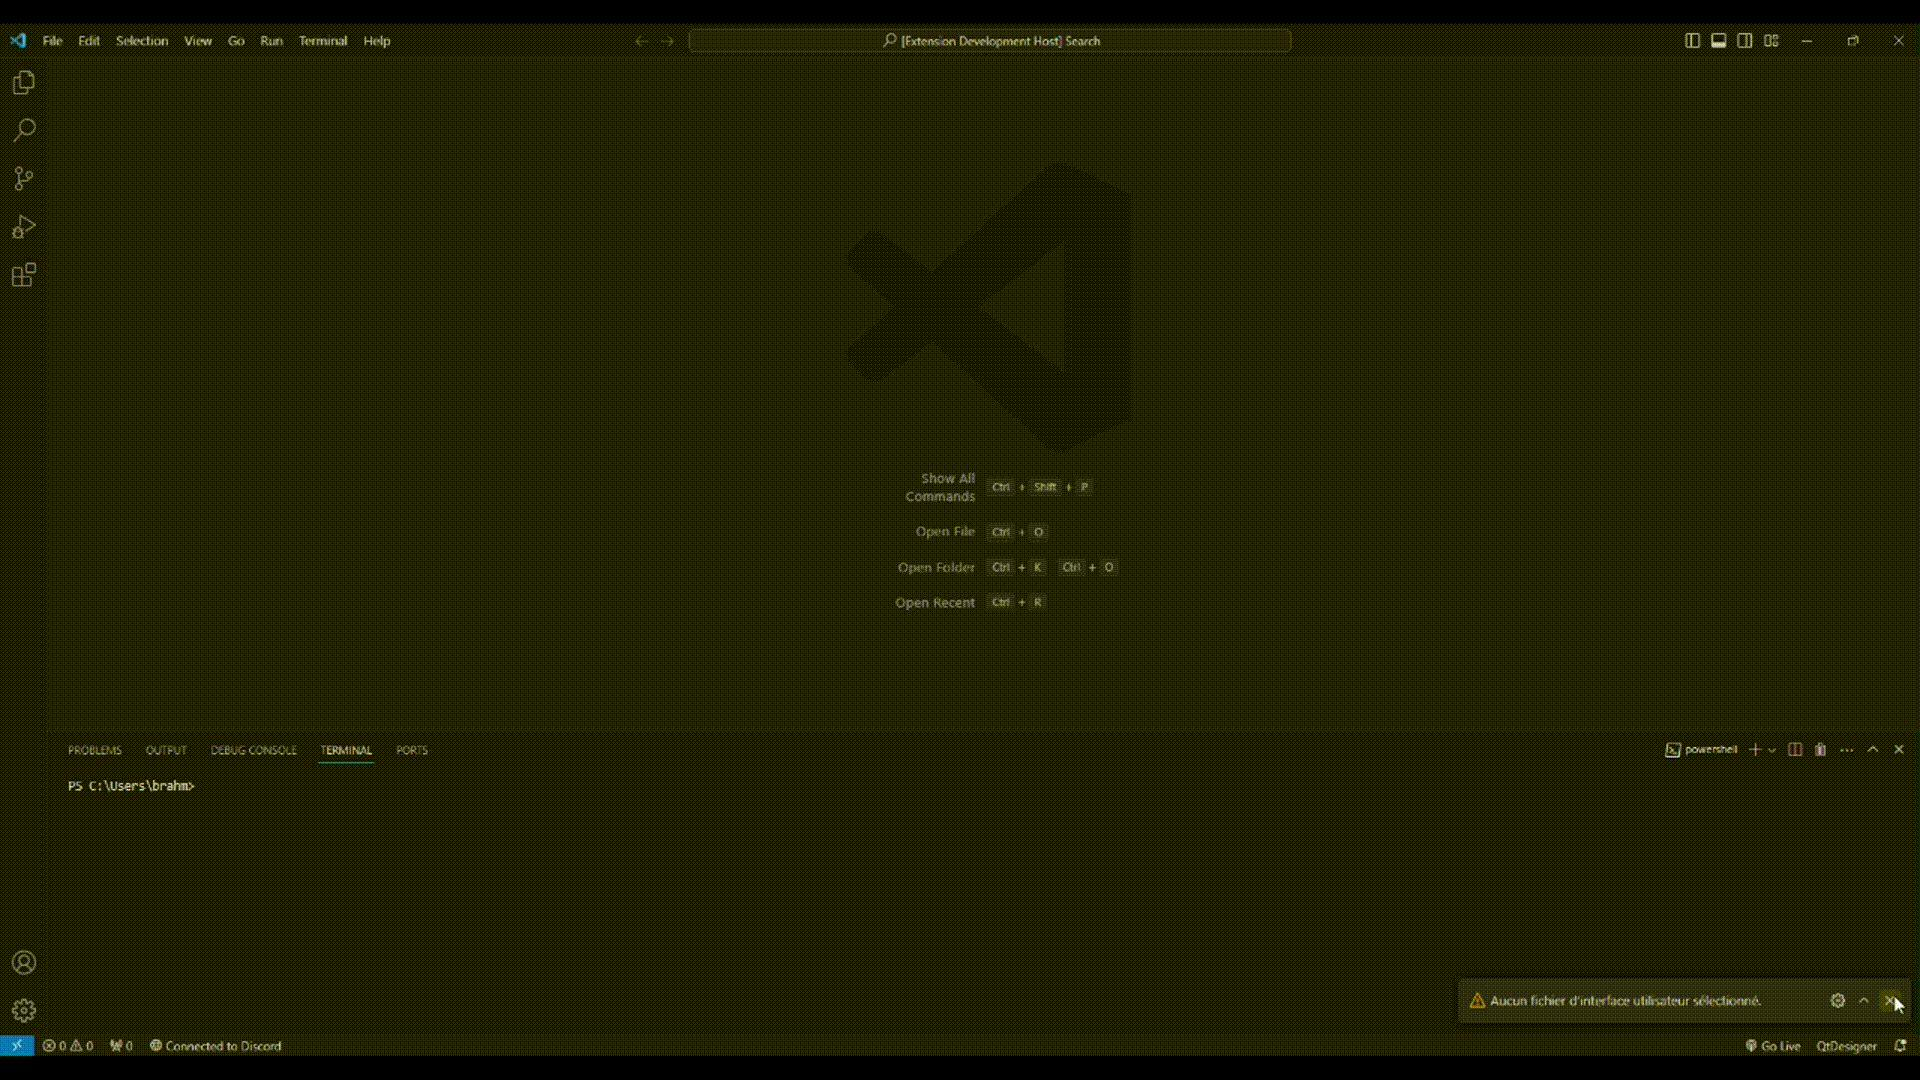 File Edit Selection View Go Run Terminal Help
[Extension Development Host] Search
Show All
Commands
Ctrl + Shift + P
Open File Ctrl + O
Open Folder Ctrl + K Ctrl + O
Open Recent Ctrl + R
PROBLEMS OUTPUT DEBUG CONSOLE TERMINAL PORTS
powershell
PS C:\Users\brahm>
Aucun fichier d'interface utilisateur sélectionné.
0 0 0 Connected to Discord
Go Live QtDesigner